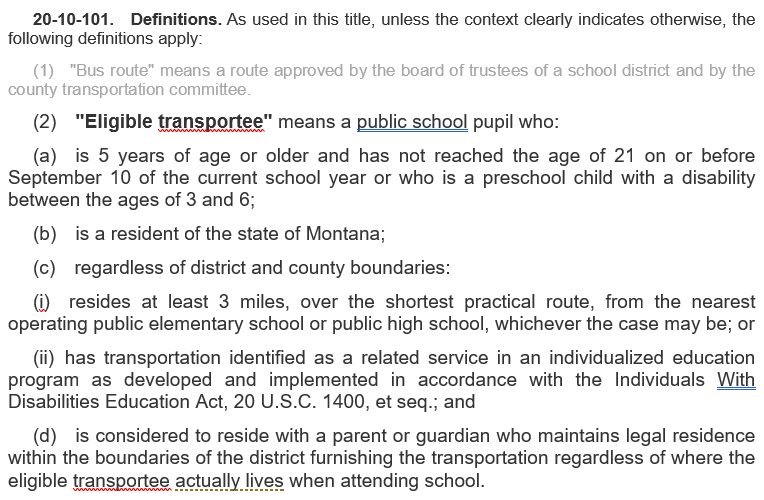 20-10-101. Definitions. As used in this title, unless the context clearly indicates otherwise, the
following definitions apply:
(1) "Bus route" means a route approved by the board of trustees of a school district and by the
county transportation committee.
(2) "Eligible transportee" means a public school pupil who:
(a) is 5 years of age or older and has not reached the age of 21 on or before
September 10 of the current school year or who is a preschool child with a disability
between the ages of 3 and 6;
(b) is a resident of the state of Montana;
(c) regardless of district and county boundaries:
(i) resides at least 3 miles, over the shortest practical route, from the nearest
operating public elementary school or public high school, whichever the case may be; or
(ii) has transportation identified as a related service in an individualized education
program as developed and implemented in accordance with the Individuals With
Disabilities Education Act, 20 U.S.C. 1400, et seq.; and
(d) is considered to reside with a parent or guardian who maintains legal residence
within the boundaries of the district furnishing the transportation regardless of where the
eligible transportee actually lives when attending school.